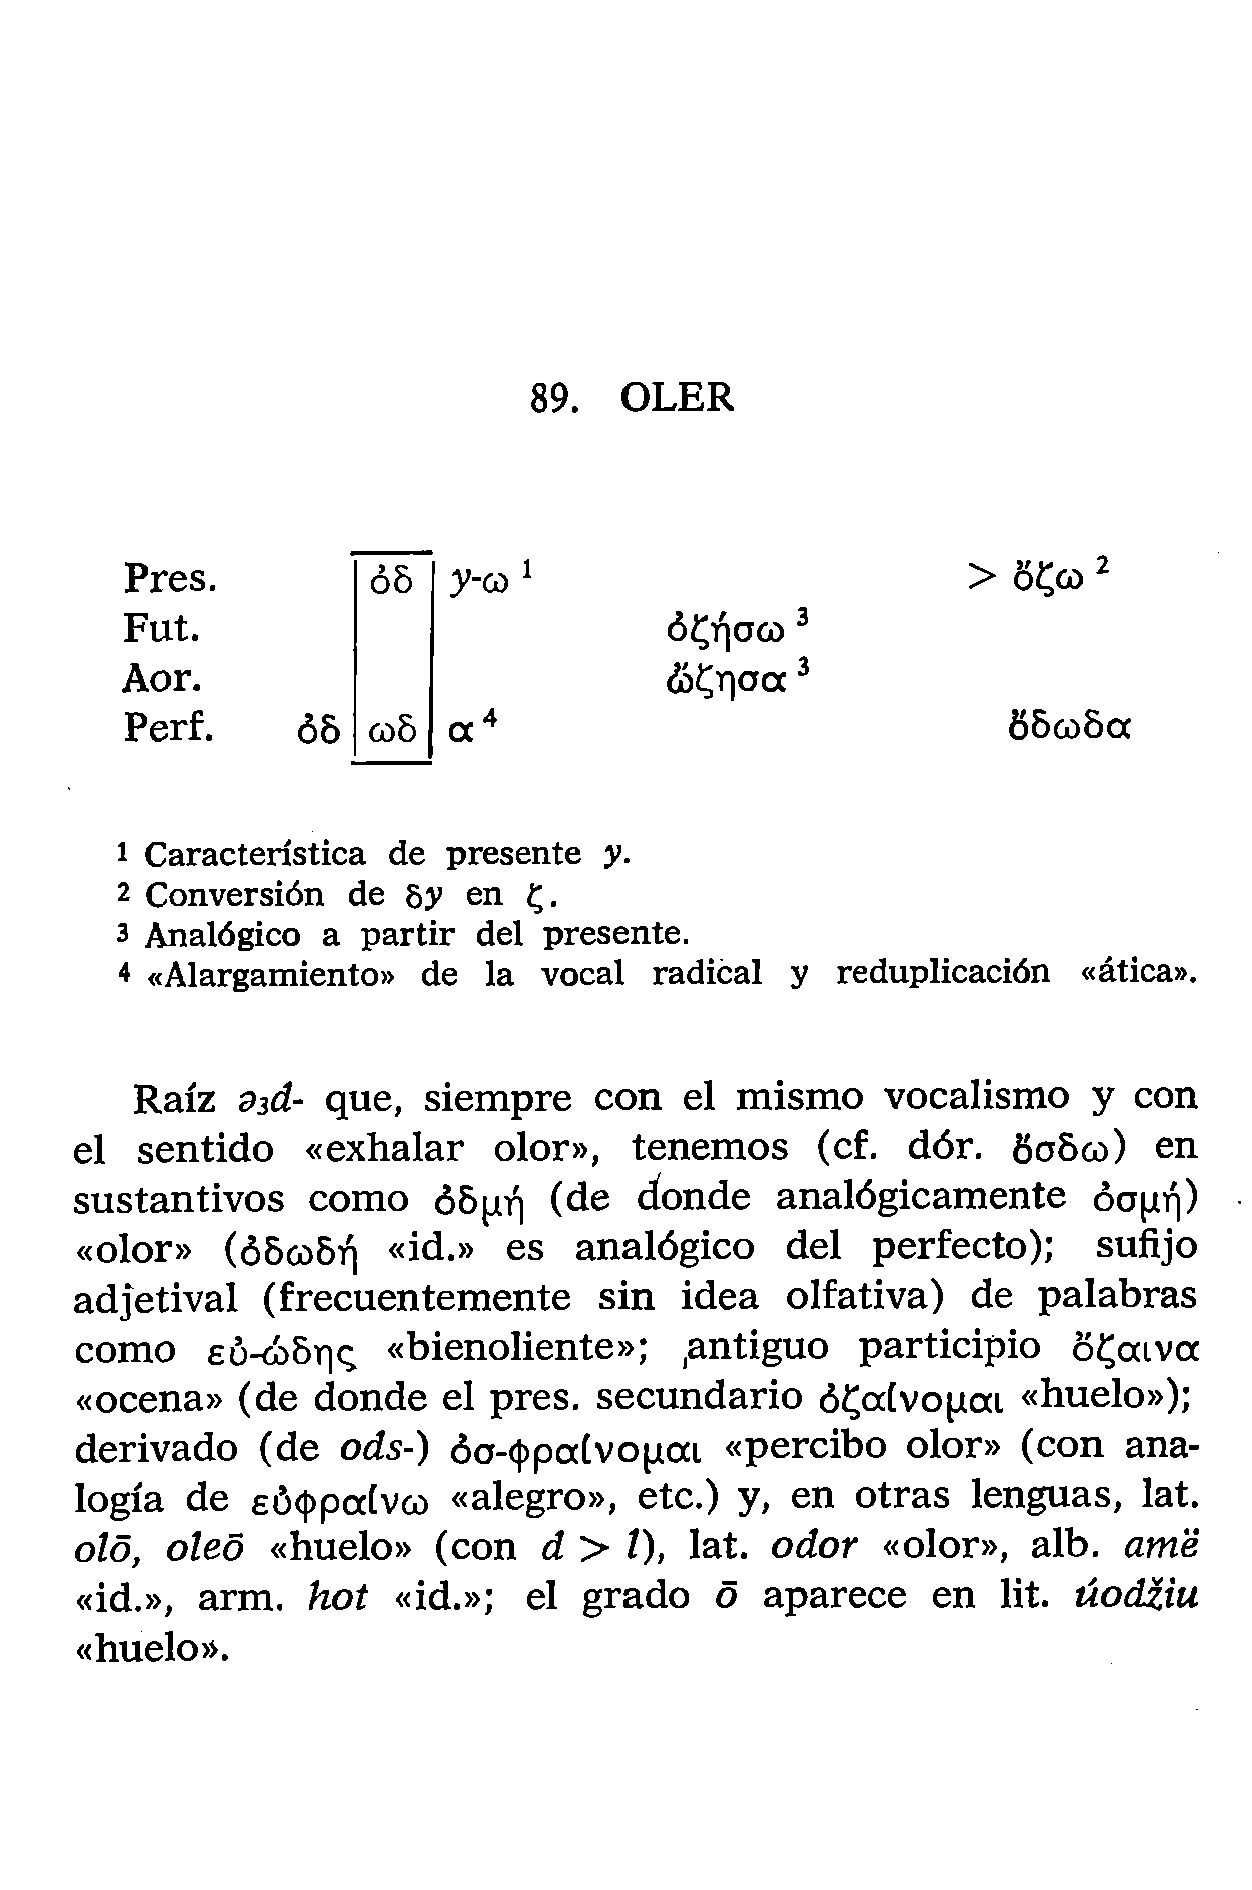 89. OLER
Pres. ὀδ y-ω ¹ > ὄζω ²
Fut. ὀζήσω ³
Aor. ὤζησα ³
Perf. ὀδ ωδ α ⁴ ὄδωδα
1 Característica de presente y.
2 Conversión de δy en ζ.
3 Analógico a partir del presente.
4 «Alargamiento» de la vocal radical y reduplicación «ática».
Raíz ə₃d- que, siempre con el mismo vocalismo y con
el sentido «exhalar olor», tenemos (cf. dór. ὄσδω) en
sustantivos como ὀδμή (de donde analógicamente ὀσμή)
«olor» (ὀδωδή «id.» es analógico del perfecto); sufijo
adjetival (frecuentemente sin idea olfativa) de palabras
como εὐ-ώδης «bienoliente»; antiguo participio ὄζαινα
«ocena» (de donde el pres. secundario ὀζαίνομαι «huelo»);
derivado (de ods-) ὀσ-φραίνομαι «percibo olor» (con ana-
logía de εὐφραίνω «alegro», etc.) y, en otras lenguas, lat.
olō, oleō «huelo» (con d > l), lat. odor «olor», alb. amë
«id.», arm. hot «id.»; el grado ō aparece en lit. úodžiu
«huelo».